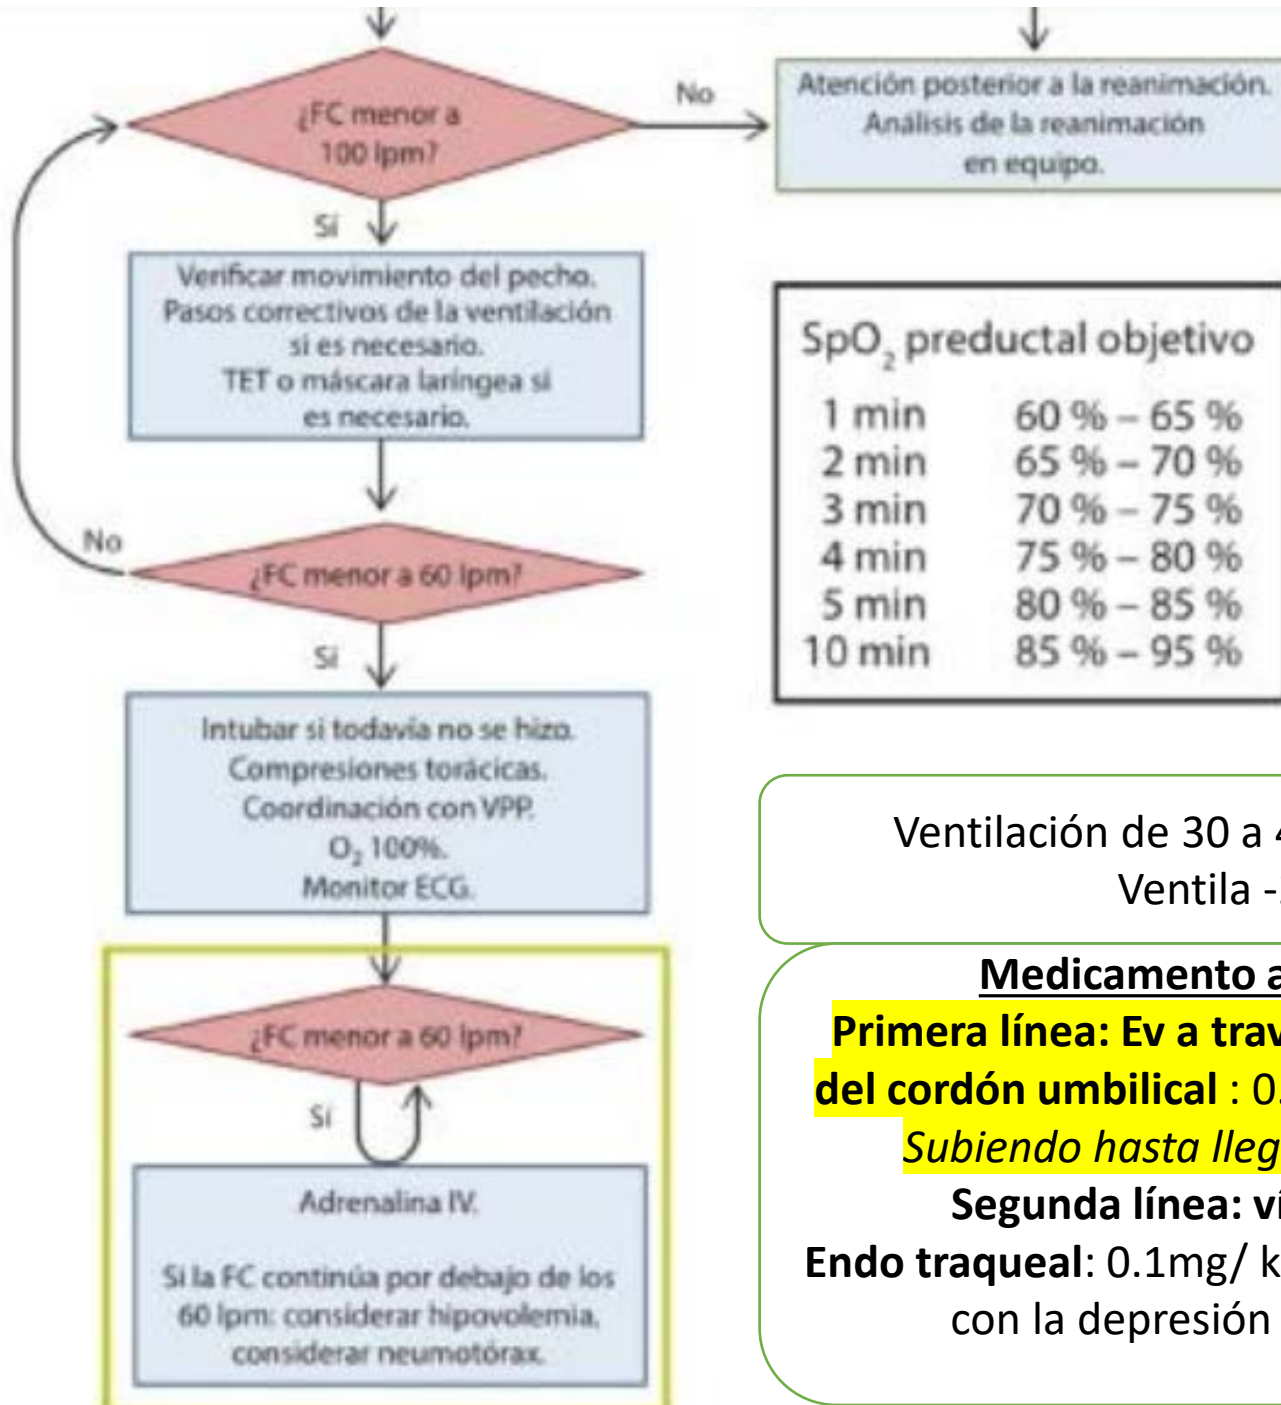 ¿FC menor a
100 lpm?
No
Atención posterior a la reanimación.
Análisis de la reanimación
en equipo.
Sí
Verificar movimiento del pecho.
Pasos correctivos de la ventilación
si es necesario.
TET o máscara laríngea si
es necesario.
No
¿FC menor a 60 lpm?
Sí
Intubar si todavía no se hizo.
Compresiones torácicas.
Coordinación con VPP.
O₂ 100%.
Monitor ECG.
¿FC menor a 60 lpm?
Sí
Adrenalina IV.
Si la FC continúa por debajo de los
60 lpm: considerar hipovolemia,
considerar neumotórax.
SpO₂ preductal objetivo
1 min 60 % – 65 %
2 min 65 % – 70 %
3 min 70 % – 75 %
4 min 75 % – 80 %
5 min 80 % – 85 %
10 min 85 % – 95 %
Ventilación de 30 a
Ventila -
Medicamento a
Primera línea: Ev a trav
del cordón umbilical : 0.
Subiendo hasta lleg
Segunda línea: ví
Endo traqueal: 0.1mg/ k
con la depresión